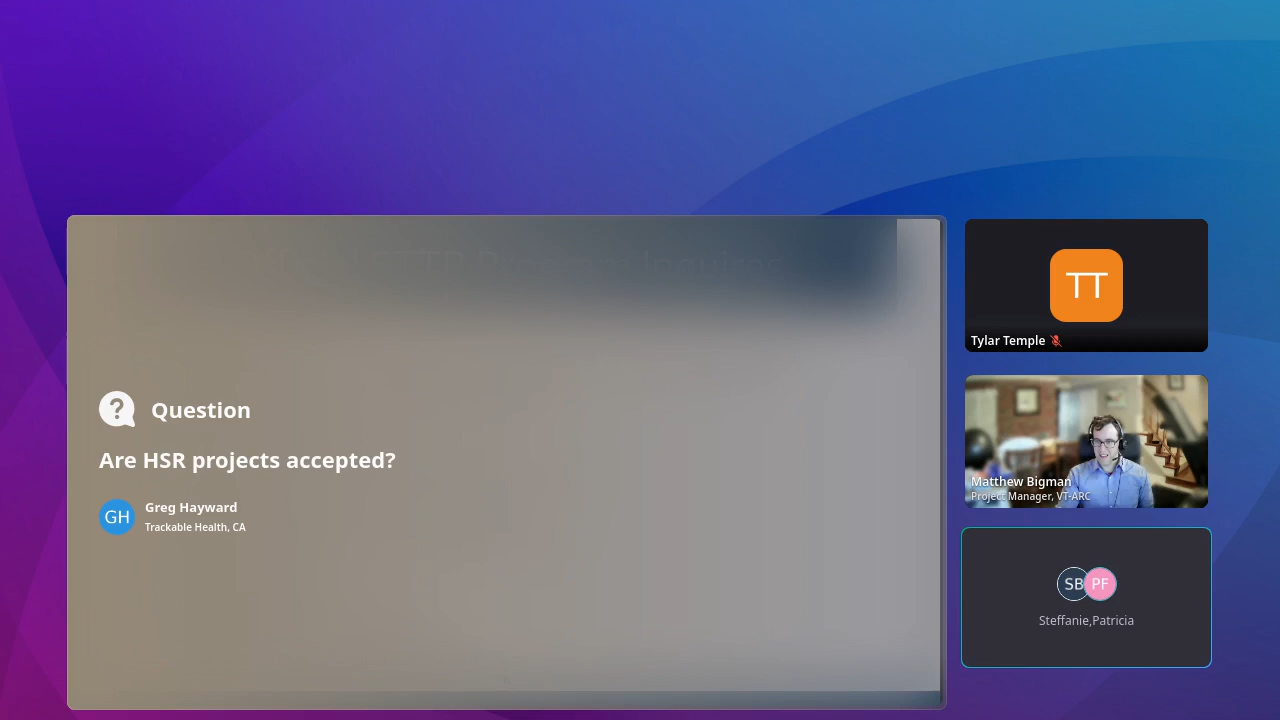 Question
Are HSR projects accepted?
GH
Greg Hayward
Trackable Health, CA
TT
Tylar Temple
Matthew Bigman
Project Manager, VT-ARC
SB
PF
Steffanie,Patricia